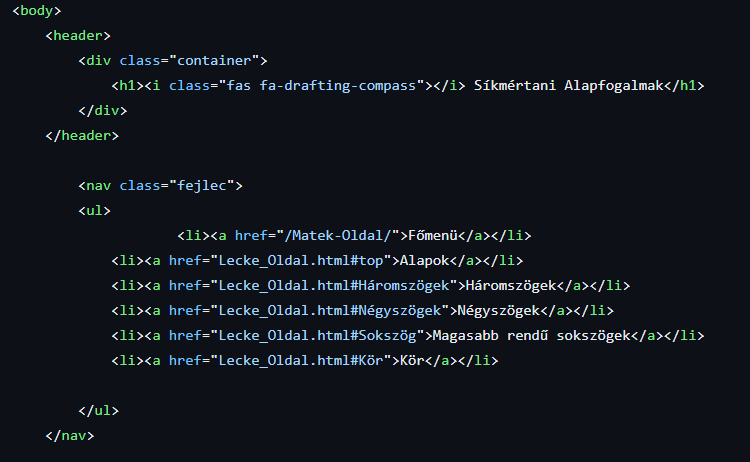 <body>
<header>
<div class="container">
<h1><i class="fas fa-drafting-compass"></i> Síkmértani Alapfogalmak</h1>
</div>
</header>
<nav class="fejlec">
<ul>
<li><a href="/Matek-Oldal/">Főmenü</a></li>
<li><a href="Lecke_Oldal.html#top">Alapok</a></li>
<li><a href="Lecke_Oldal.html#Háromszögek">Háromszögek</a></li>
<li><a href="Lecke_Oldal.html#Négyszögek">Négyszögek</a></li>
<li><a href="Lecke_Oldal.html#Sokszög">Magasabb rendű sokszögek</a></li>
<li><a href="Lecke_Oldal.html#Kör">Kör</a></li>
</ul>
</nav>